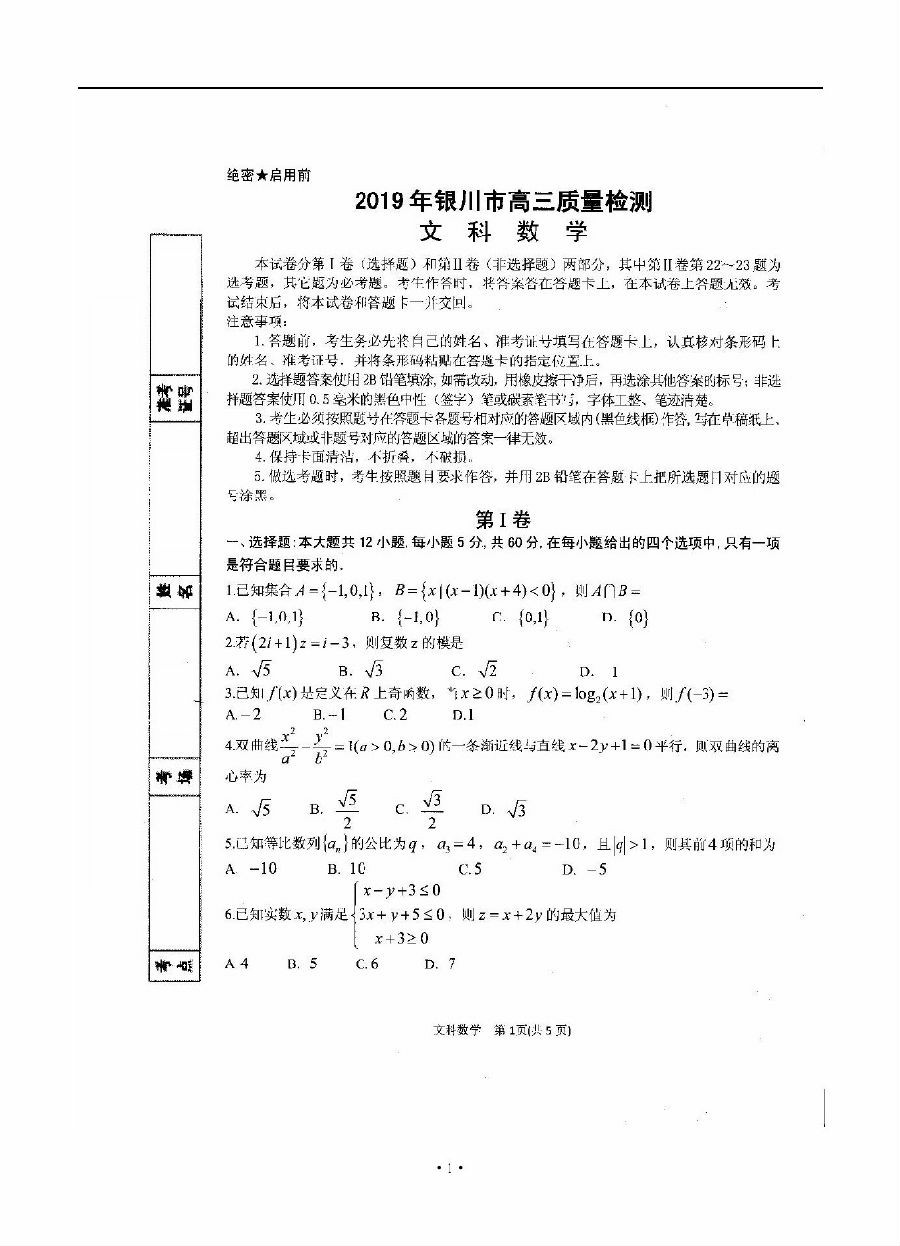 绝密★启用前
2019年银川市高三质量检测
文 科 数 学
本试卷分第Ⅰ卷（选择题）和第Ⅱ卷（非选择题）两部分，其中第Ⅱ卷第22～23题为
选考题，其它题为必考题。考生作答时，将答案答在答题卡上，在本试卷上答题无效。考
试结束后，将本试卷和答题卡一并交回。
注意事项：
1.答题前，考生务必先将自己的姓名、准考证号填写在答题卡上，认真核对条形码上
的姓名、准考证号，并将条形码粘贴在答题卡的指定位置上。
2.选择题答案使用2B铅笔填涂,如需改动，用橡皮擦干净后，再选涂其他答案的标号；非选
择题答案使用0.5毫米的黑色中性（签字）笔或碳素笔书写，字体工整、笔迹清楚。
3.考生必须按照题号在答题卡各题号相对应的答题区域内(黑色线框)作答,写在草稿纸上、
超出答题区域或非题号对应的答题区域的答案一律无效。
4.保持卡面清洁，不折叠，不破损。
5.做选考题时，考生按照题目要求作答，并用2B铅笔在答题卡上把所选题目对应的题
号涂黑。
第Ⅰ卷
一、选择题:本大题共12小题,每小题5分,共60分,在每小题给出的四个选项中,只有一项
是符合题目要求的.
1.已知集合A={-1,0,1}，B={x|(x-1)(x+4)<0}，则A∩B=
A. {-1,0,1} B. {-1,0} C. {0,1} D. {0}
2.若(2i+1)z=i-3，则复数z的模是
A. √5 B. √3 C. √2 D. 1
3.已知f(x)是定义在R上奇函数，当x≥0时，f(x)=log₂(x+1)，则f(-3)=
A.-2 B.-1 C.2 D.1
4.双曲线x²/a²-y²/b²=1(a>0,b>0)的一条渐近线与直线x-2y+1=0平行，则双曲线的离
心率为
A. √5 B. √5/2 C. √3/2 D. √3
5.已知等比数列{aₙ}的公比为q，a₃=4，a₂+a₄=-10，且|q|>1，则其前4项的和为
A. -10 B. 10 C.5 D. -5
6.已知实数x,y满足{x-y+3≤0 3x+y+5≤0 x+3≥0，则z=x+2y的最大值为
A 4 B. 5 C.6 D. 7
准考证号
姓名
考场
考点
文科数学 第1页(共5页)
·1·